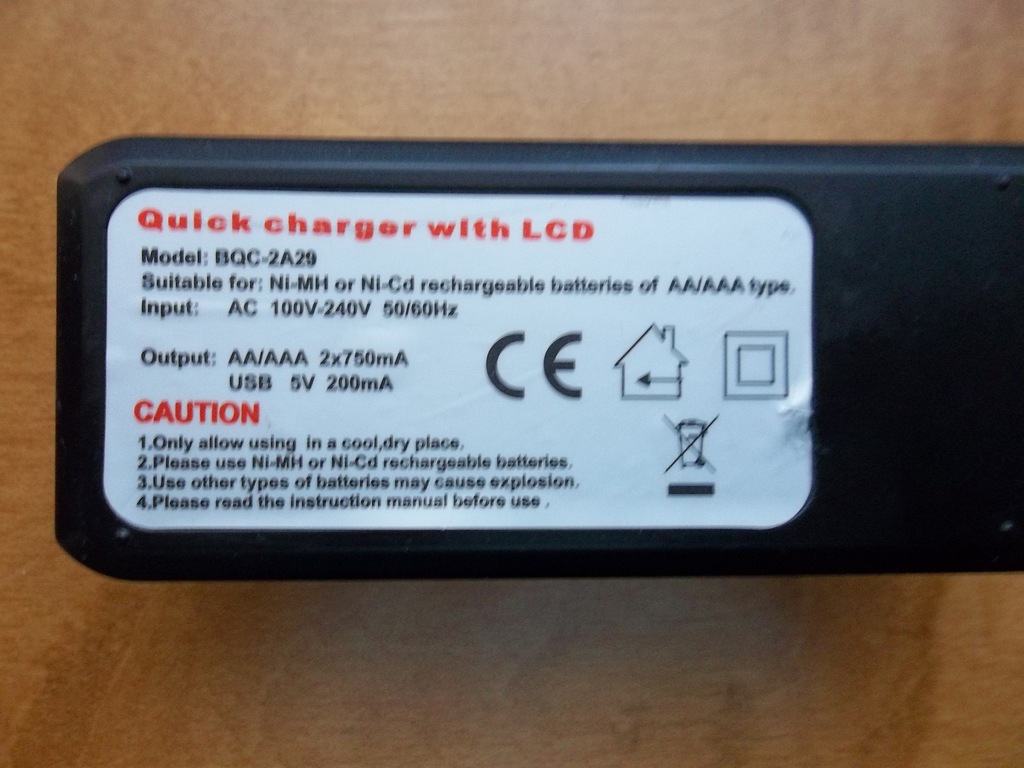 Quick charger with LCD
Model: BQC-2A29
Suitable for: Ni-MH or Ni-Cd rechargeable batteries of AA/AAA type.
Input: AC 100V-240V 50/60Hz
Output: AA/AAA 2x750mA
USB 5V 200mA
CE
CAUTION
1.Only allow using in a cool,dry place.
2.Please use Ni-MH or Ni-Cd rechargeable batteries.
3.Use other types of batteries may cause explosion.
4.Please read the instruction manual before use .